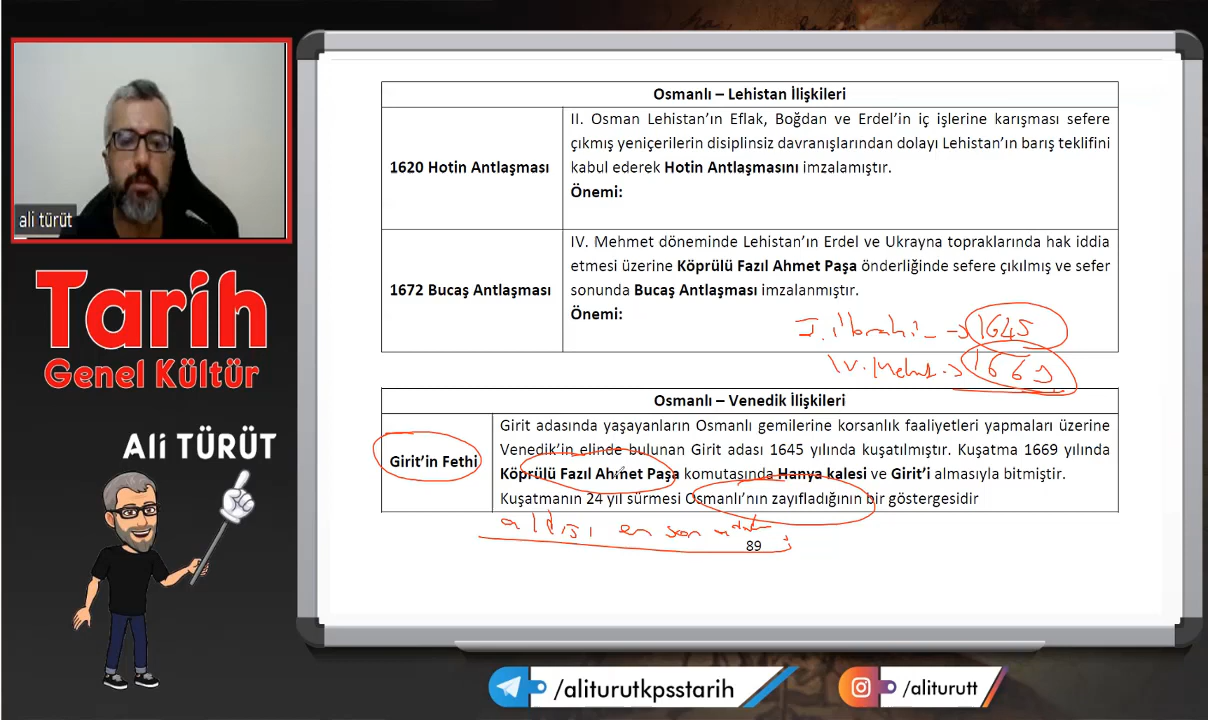 ali türüt
Tarih
Genel Kültür
Ali TÜRÜT
Osmanlı – Lehistan İlişkileri
1620 Hotin Antlaşması
II. Osman Lehistan'ın Eflak, Boğdan ve Erdel'in iç işlerine karışması sefere
çıkmış yeniçerilerin disiplinsiz davranışlarından dolayı Lehistan'ın barış teklifini
kabul ederek Hotin Antlaşmasını imzalamıştır.
Önemi:
1672 Bucaş Antlaşması
IV. Mehmet döneminde Lehistan'ın Erdel ve Ukrayna topraklarında hak iddia
etmesi üzerine Köprülü Fazıl Ahmet Paşa önderliğinde sefere çıkılmış ve sefer
sonunda Bucaş Antlaşması imzalanmıştır.
Önemi:
I. İbrahi 1645
IV. Mehmet 1669
Osmanlı – Venedik İlişkileri
Girit'in Fethi
Girit adasında yaşayanların Osmanlı gemilerine korsanlık faaliyetleri yapmaları üzerine
Venedik'in elinde bulunan Girit adası 1645 yılında kuşatılmıştır. Kuşatma 1669 yılında
Köprülü Fazıl Ahmet Paşa komutasında Hanya kalesi ve Girit'i almasıyla bitmiştir.
Kuşatmanın 24 yıl sürmesi Osmanlı'nın zayıfladığının bir göstergesidir
aldığı en son
89
/aliturutkpsstarih
/aliturutt